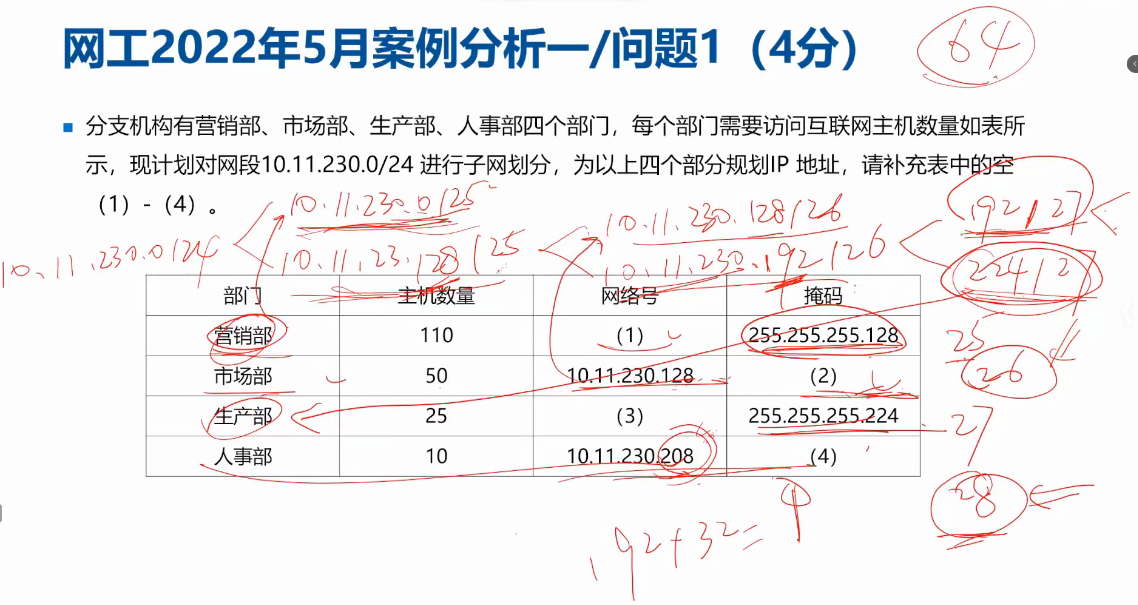 网工2022年5月案例分析一/问题1（4分）
64
■ 分支机构有营销部、市场部、生产部、人事部四个部门，每个部门需要访问互联网主机数量如表所
示，现计划对网段10.11.230.0/24 进行子网划分，为以上四个部分规划IP 地址，请补充表中的空
（1）-（4）。
10.11.230.0/25
10.11.230.128/26
192/27
10.11.230.0/24
10.11.23.128/25
10.11.230.192/26
224/27
部门 主机数量 网络号 掩码
营销部 110 （1） 255.255.255.128
25
市场部 50 10.11.230.128 （2）
26
生产部 25 （3） 255.255.255.224
27
人事部 10 10.11.230.208 （4）
28
192+32=